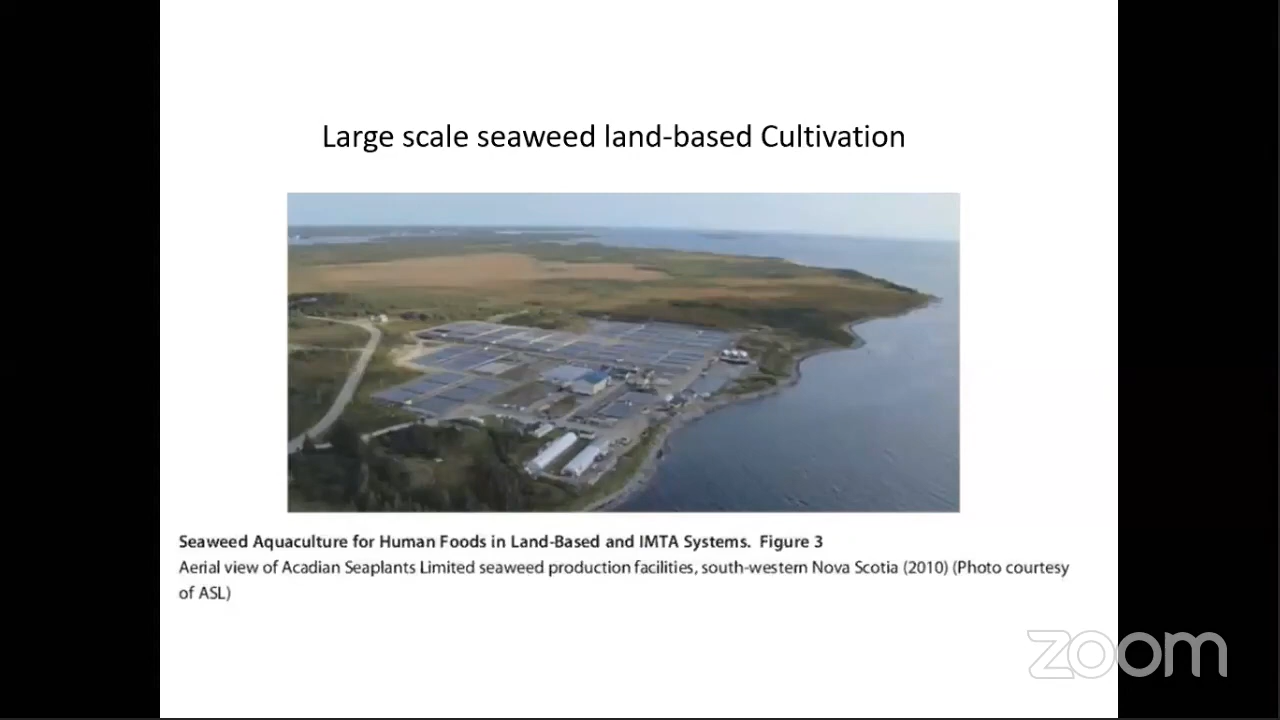 Large scale seaweed land-based Cultivation
Seaweed Aquaculture for Human Foods in Land-Based and IMTA Systems. Figure 3
Aerial view of Acadian Seaplants Limited seaweed production facilities, south-western Nova Scotia (2010) (Photo courtesy
of ASL)
zoom